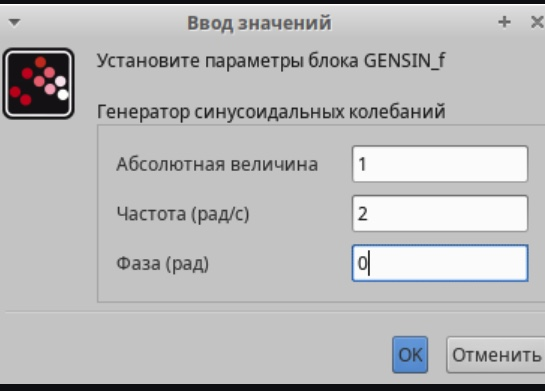 Ввод значений
Установите параметры блока GENSIN_f
Генератор синусоидальных колебаний
Абсолютная величина 1
Частота (рад/с) 2
Фаза (рад) 0
OK Отменить